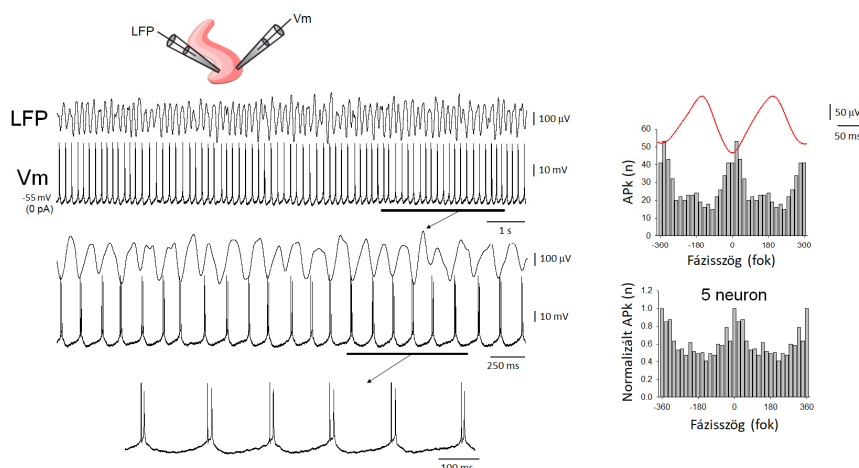 LFP
Vm
LFP
100 µV
Vm
10 mV
-55 mV
(0 pA)
1 s
100 µV
10 mV
250 ms
100 ms
50 µV
50 ms
60
50
40
30
20
10
0
APk (n)
-300
-180
0
180
300
Fázisszög (fok)
5 neuron
1.2
1.0
0.8
0.6
0.4
0.2
0.0
Normalizált APk (n)
-360
-180
0
180
360
Fázisszög (fok)